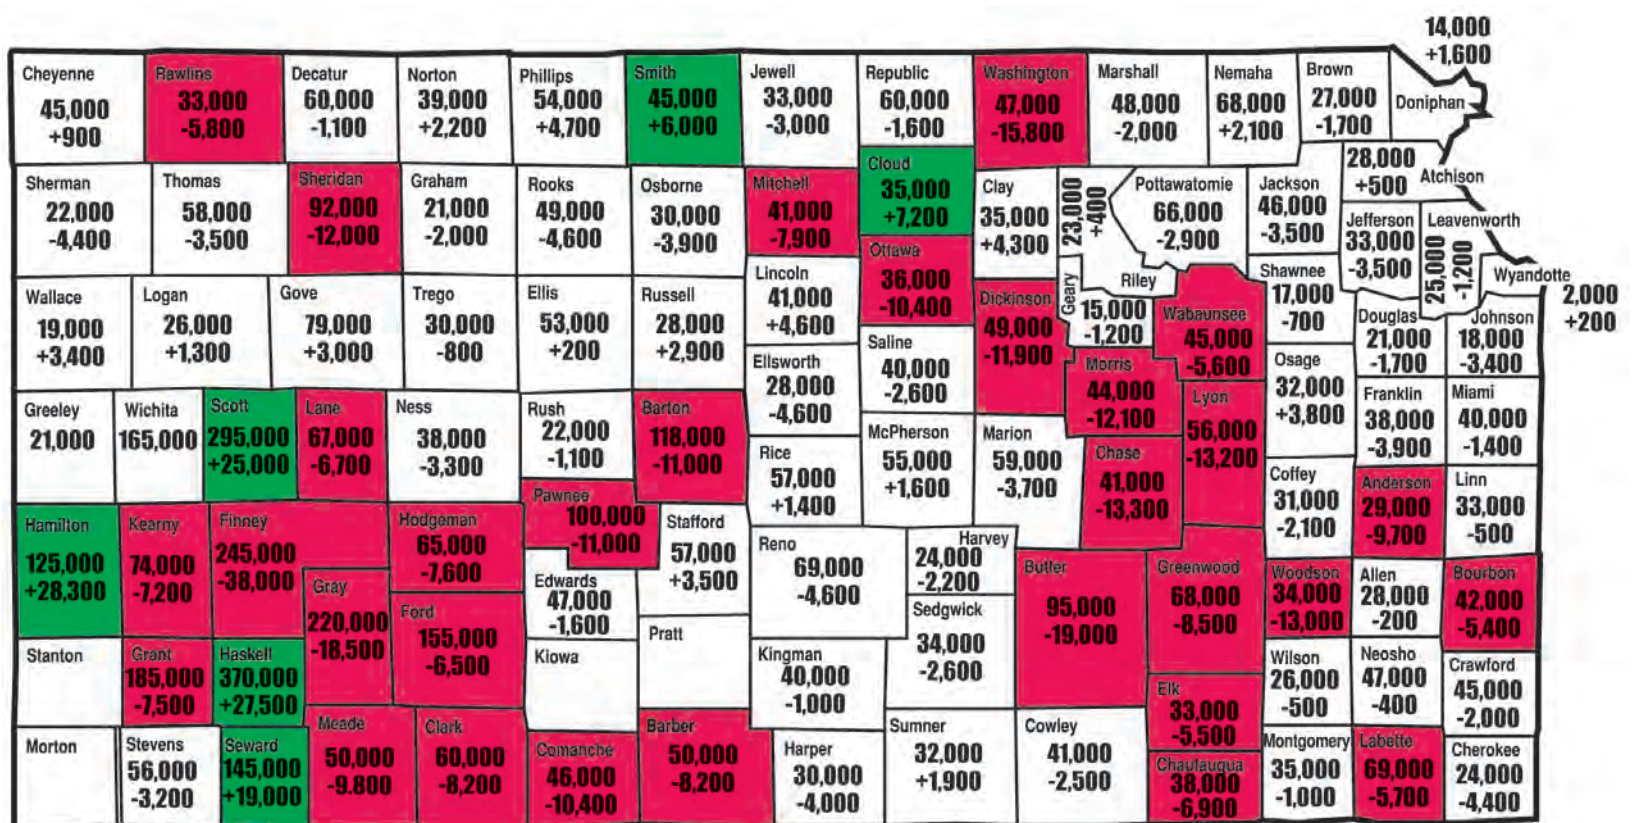 14,000
+1,600
Cheyenne
45,000
+900
Rawlins
33,000
-5,800
Decatur
60,000
-1,100
Norton
39,000
+2,200
Phillips
54,000
+4,700
Smith
45,000
+6,000
Jewell
33,000
-3,000
Republic
60,000
-1,600
Washington
47,000
-15,800
Marshall
48,000
-2,000
Nemaha
68,000
+2,100
Brown
27,000
-1,700
Doniphan
Sherman
22,000
-4,400
Thomas
58,000
-3,500
Sheridan
92,000
-12,000
Graham
21,000
-2,000
Rooks
49,000
-4,600
Osborne
30,000
-3,900
Mitchell
41,000
-7,900
Cloud
35,000
+7,200
Clay
35,000
+4,300
23,000
+400
Riley
Pottawatomie
66,000
-2,900
Jackson
46,000
-3,500
28,000
+500
Atchison
Jefferson
33,000
-3,500
Leavenworth
25,000
-1,200
Wyandotte
2,000
+200
Wallace
19,000
+3,400
Logan
26,000
+1,300
Gove
79,000
+3,000
Trego
30,000
-800
Ellis
53,000
+200
Russell
28,000
+2,900
Lincoln
41,000
+4,600
Ottawa
36,000
-10,400
Dickinson
49,000
-11,900
Geary
15,000
-1,200
Wabaunsee
45,000
-5,600
Shawnee
17,000
-700
Douglas
21,000
-1,700
Johnson
18,000
-3,400
Ellsworth
28,000
-4,600
Saline
40,000
-2,600
Morris
44,000
-12,100
Osage
32,000
+3,800
Franklin
38,000
-3,900
Miami
40,000
-1,400
Greeley
21,000
Wichita
165,000
Scott
295,000
+25,000
Lane
67,000
-6,700
Ness
38,000
-3,300
Rush
22,000
-1,100
Barton
118,000
-11,000
Rice
57,000
+1,400
McPherson
55,000
+1,600
Marion
59,000
-3,700
Chase
41,000
-13,300
Lyon
56,000
-13,200
Coffey
31,000
-2,100
Anderson
29,000
-9,700
Linn
33,000
-500
Hamilton
125,000
+28,300
Kearny
74,000
-7,200
Finney
245,000
-38,000
Hodgeman
65,000
-7,600
Pawnee
100,000
-11,000
Stafford
57,000
+3,500
Reno
69,000
-4,600
Harvey
24,000
-2,200
Butler
95,000
-19,000
Greenwood
68,000
-8,500
Woodson
34,000
-13,000
Allen
28,000
-200
Bourbon
42,000
-5,400
Gray
220,000
-18,500
Ford
155,000
-6,500
Edwards
47,000
-1,600
Pratt
Sedgwick
34,000
-2,600
Stanton
Grant
185,000
-7,500
Haskell
370,000
+27,500
Kiowa
Kingman
40,000
-1,000
Elk
33,000
-5,500
Wilson
26,000
-500
Neosho
47,000
-400
Crawford
45,000
-2,000
Morton
Stevens
56,000
-3,200
Seward
145,000
+19,000
Meade
50,000
-9.800
Clark
60,000
-8,200
Comanche
46,000
-10,400
Barber
50,000
-8,200
Harper
30,000
-4,000
Sumner
32,000
+1,900
Cowley
41,000
-2,500
Chautauqua
38,000
-6,900
Montgomery
35,000
-1,000
Labette
69,000
-5,700
Cherokee
24,000
-4,400